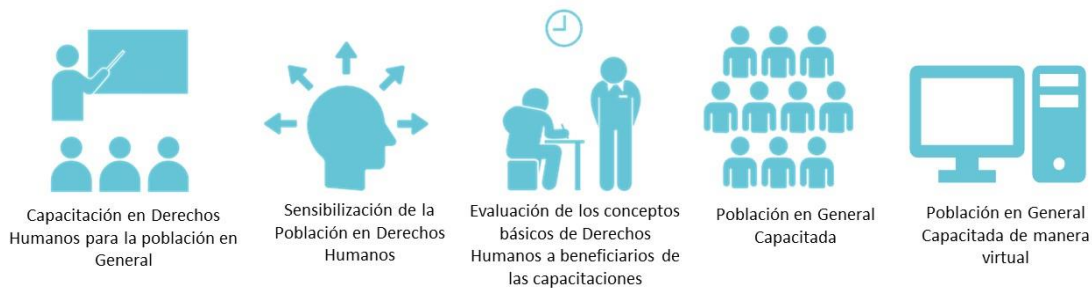 Capacitación en Derechos
Humanos para la población en
General
Sensibilización de la
Población en Derechos
Humanos
Evaluación de los conceptos
básicos de Derechos
Humanos a beneficiarios de
las capacitaciones
Población en General
Capacitada
Población en General
Capacitada de manera
virtual